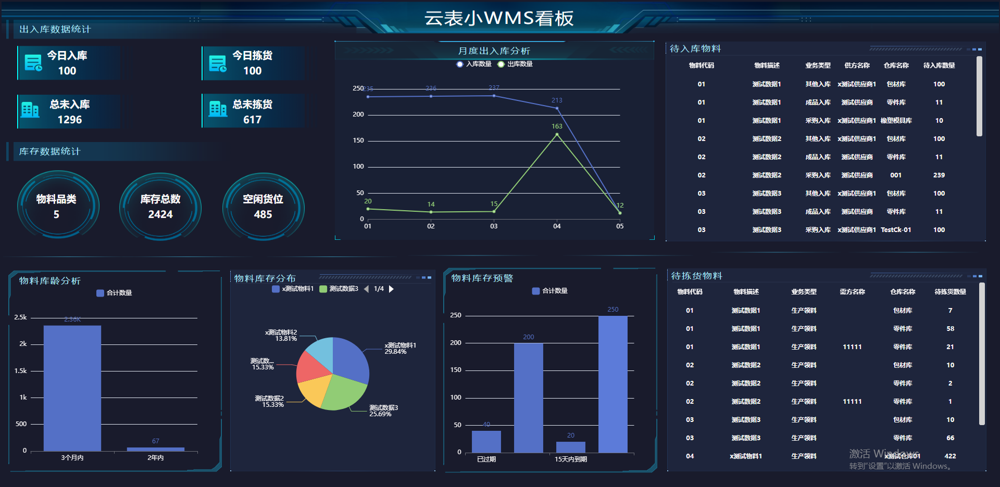 云表小WMS看板
出入库数据统计
今日入库
100
今日拣货
100
总未入库
1296
总未拣货
617
库存数据统计
物料品类
5
库存总数
2424
空闲货位
485
月度出入库分析
入库数量 出库数量
250
200
150
100
50
0
235 236 237 213
20 14 15 163 12
01 02 03 04 05
待入库物料
物料代码 物料描述 业务类型 供方名称 仓库名称 待入库数量
01 测试数据1 其他入库 x测试供应商1 包材库 100
01 测试数据1 成品入库 测试供应商 零件库 11
01 测试数据1 采购入库 x测试供应商1 橡塑模具库 10
02 测试数据2 其他入库 x测试供应商1 包材库 100
02 测试数据2 成品入库 测试供应商 零件库 11
02 测试数据2 采购入库 测试供应商 001 239
03 测试数据3 其他入库 x测试供应商1 包材库 100
03 测试数据3 成品入库 测试供应商 零件库 11
03 测试数据3 采购入库 x测试供应商1 TestCk-01 100
物料库龄分析
合计数量
2.5k
2k
1.5k
1k
500
0
2.36K
67
3个月内 2年内
物料库存分布
x测试物料1 测试数据3 1/4
x测试物料2
13.81%
x测试物料1
29.84%
测试数...
15.33%
测试数据2
15.33%
测试数据3
25.69%
物料库存预警
合计数量
250
200
150
100
50
0
40
200
20
250
已过期 15天内到期
待拣货物料
物料代码 物料描述 业务类型 需方名称 仓库名称 待拣货数量
01 测试数据1 生产领料 包材库 7
01 测试数据1 生产领料 零件库 58
01 测试数据1 生产领料 11111 零件库 21
02 测试数据2 生产领料 包材库 10
02 测试数据2 生产领料 零件库 2
02 测试数据2 生产领料 11111 零件库 1
03 测试数据3 生产领料 包材库 10
03 测试数据3 生产领料 零件库 66
04 x测试物料1 生产领料 x测试仓库01 422
激活 Windows
转到“设置”以激活 Windows。